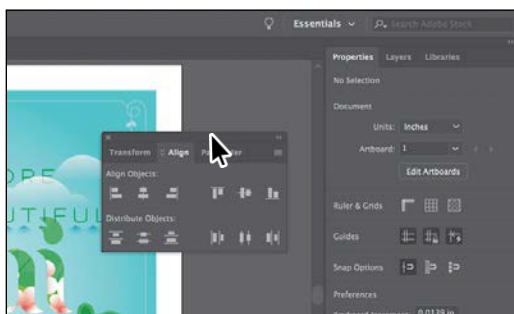 Essentials
Search Adobe Stock
Properties Layers Libraries
No Selection
Document
Units: Inches
Artboard: 1
Edit Artboards
Ruler & Grids
Guides
Snap Options
Preferences
0.0139 in
Transform Align
Align Objects:
Distribute Objects: